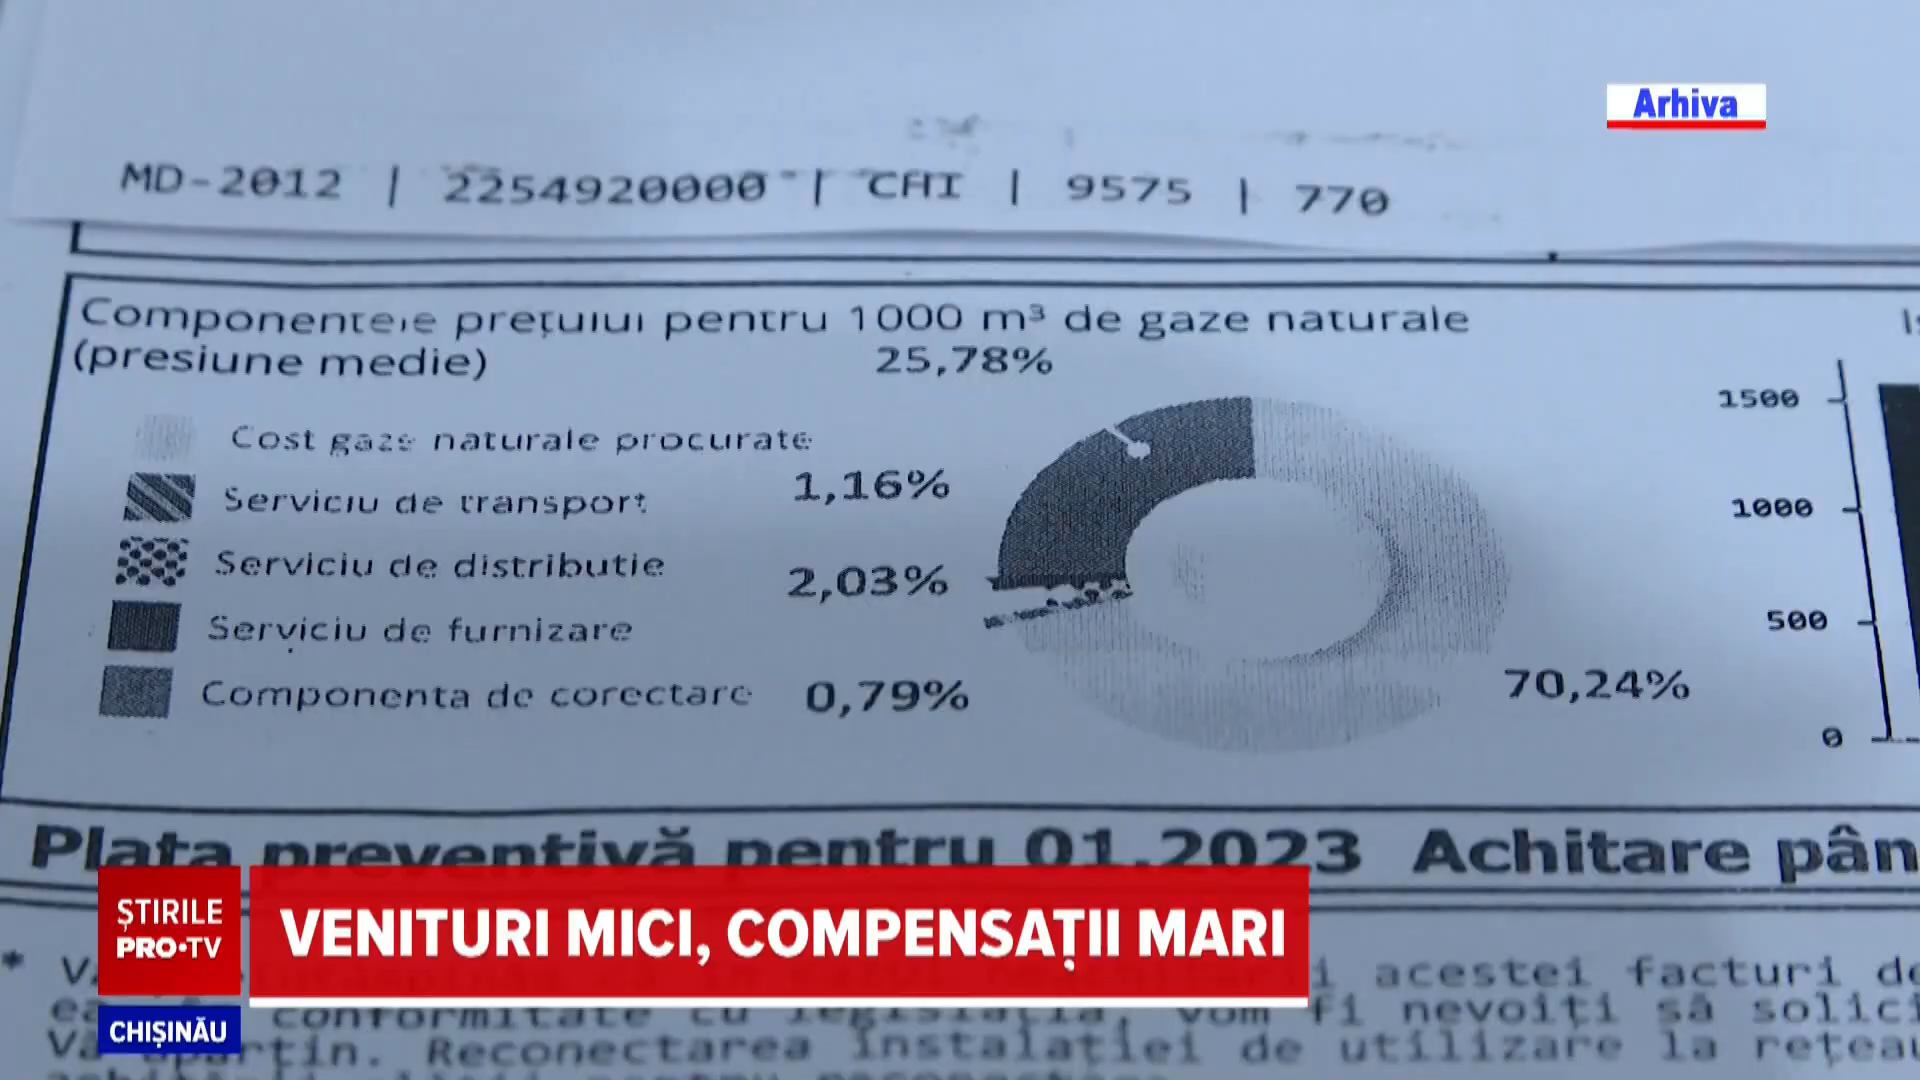 Arhiva
MD-2012 | 2254920000 | CAI | 9575 | 770
Componentele prețului pentru 1000 m³ de gaze naturale
(presiune medie) 25,78%
Cost gaze naturale procurate
1,16%
Serviciu de transport
Serviciu de distributie
2,03%
Serviciu de furnizare
Componenta de corectare
0,79%
70,24%
1500
1000
500
0
Plata preventivă pentru 01.2023 Achitare pân
ȘTIRILE
PRO•TV
CHIȘINĂU
VENITURI MICI, COMPENSAȚII MARI
* acestei facturi de
conformitate cu legislația, vom fi nevoiți să solici
Reconectarea instalației de utilizare la rețeau